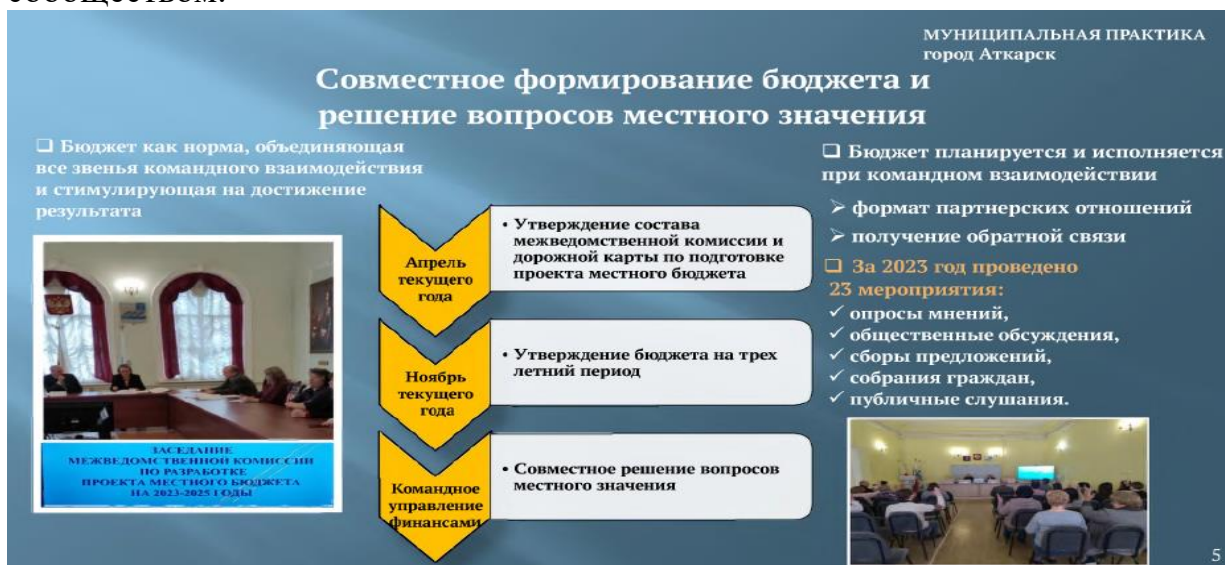 сообществом.
МУНИЦИПАЛЬНАЯ ПРАКТИКА
город Аткарск
Совместное формирование бюджета и
решение вопросов местного значения
❑ Бюджет как норма, объединяющая
все звенья командного взаимодействия
и стимулирующая на достижение
результата
ЗАСЕДАНИЕ
МЕЖВЕДОМСТВЕННОЙ КОМИССИИ
ПО РАЗРАБОТКЕ
ПРОЕКТА МЕСТНОГО БЮДЖЕТА
НА 2023-2025 ГОДЫ
Апрель
текущего
года
• Утверждение состава
межведомственной комиссии и
дорожной карты по подготовке
проекта местного бюджета
Ноябрь
текущего
года
• Утверждение бюджета на трех
летний период
Командное
управление
финансами
• Совместное решение вопросов
местного значения
❑ Бюджет планируется и исполняется
при командном взаимодействии
➢ формат партнерских отношений
➢ получение обратной связи
❑ За 2023 год проведено
23 мероприятия:
✓ опросы мнений,
✓ общественные обсуждения,
✓ сборы предложений,
✓ собрания граждан,
✓ публичные слушания.
5